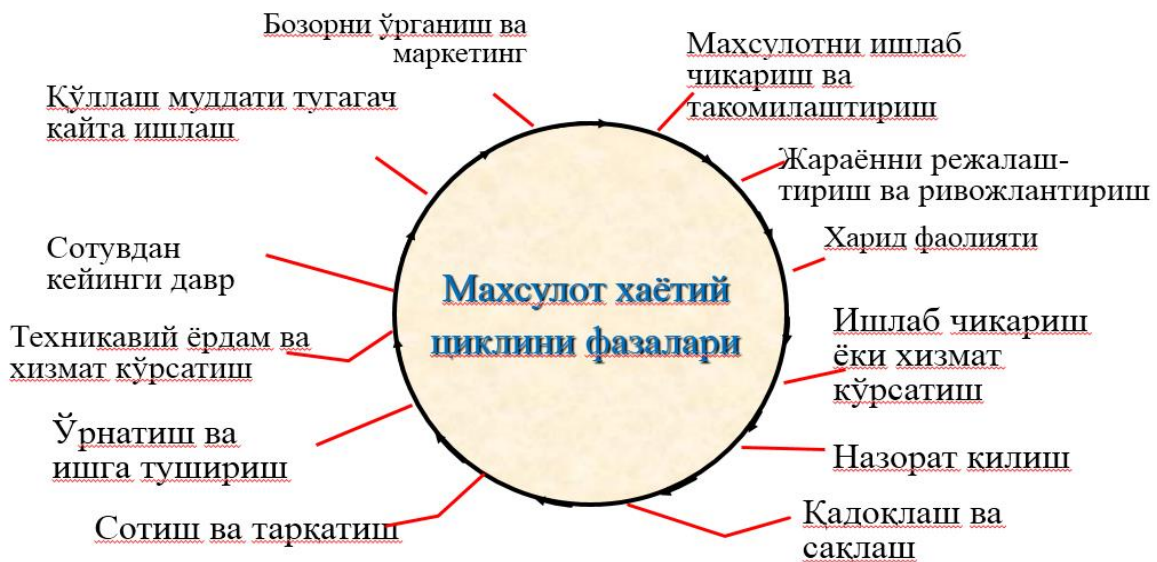 Бозорни ўрганиш ва
маркетинг
Маҳсулотни ишлаб
чиқариш ва
такомилаштириш
Жараённи режалаш-
тириш ва ривожлантириш
Харид фаолияти
Ишлаб чиқариш
ёки хизмат
кўрсатиш
Назорат қилиш
Қадоқлаш ва
сақлаш
Сотиш ва тарқатиш
Ўрнатиш ва
ишга тушириш
Техникавий ёрдам ва
хизмат кўрсатиш
Сотувдан
кейинги давр
Қўллаш муддати тугагач
қайта ишлаш
Махсулот хаётий
циклини фазалари